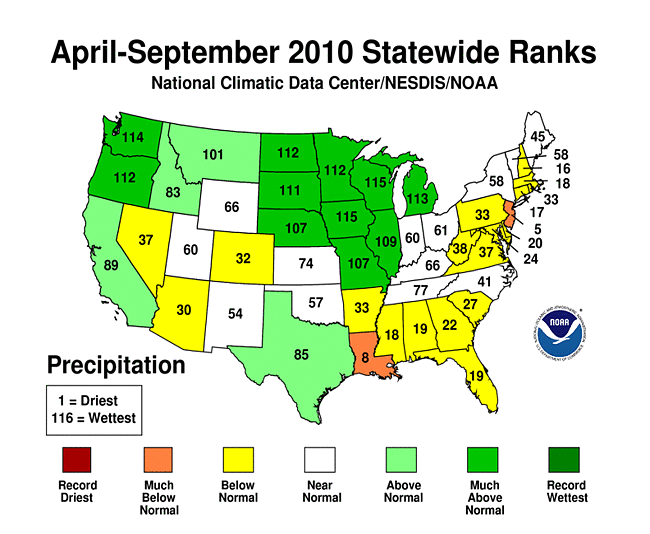 April-September 2010 Statewide Ranks
National Climatic Data Center/NESDIS/NOAA
114
101
112
112
45
112
83
111
115
113
58
58
16
66
18
107
115
33
33
17
37
60
32
74
107
109
60
61
38
37
5
20
24
89
66
41
30
54
57
33
77
27
85
8
18
19
22
19
NOAA
Precipitation
1 = Driest
116 = Wettest
Record
Driest
Much
Below
Normal
Below
Normal
Near
Normal
Above
Normal
Much
Above
Normal
Record
Wettest